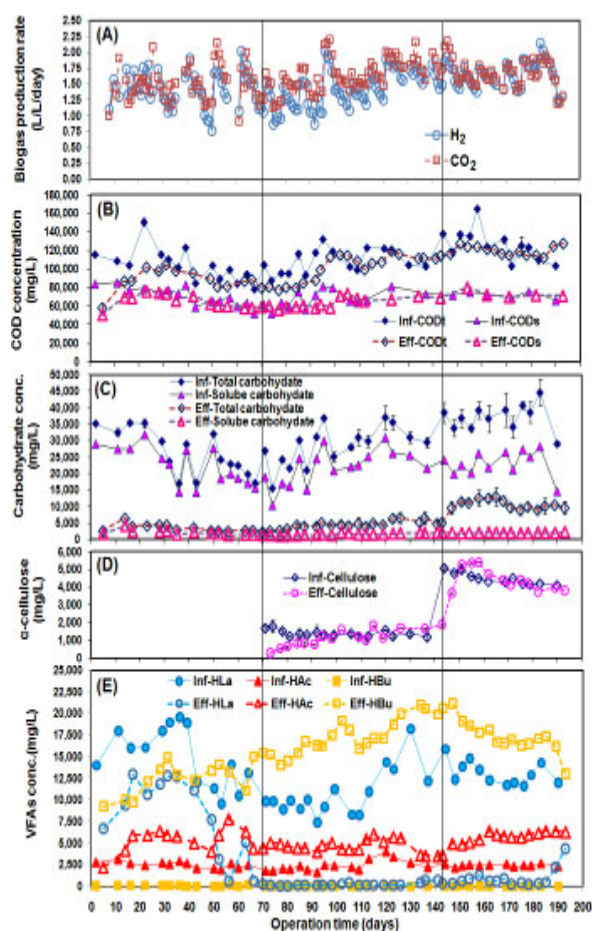 (A)
Biogas production rate
(L/L/day)
2.50
2.25
2.00
1.75
1.50
1.25
1.00
0.75
0.50
0.25
0.00
H2
CO2
(B)
COD concentration
(mg/L)
180,000
160,000
140,000
120,000
100,000
80,000
60,000
40,000
20,000
0
Inf-CODt Inf-CODs
Eff-CODt Eff-CODs
(C)
Carbohydrate conc.
mg/L)
50,000
45,000
40,000
35,000
30,000
25,000
20,000
15,000
10,000
5,000
0
Inf-Total carbohydate
Inf-Solube carbohydate
Eff-Total carbohydrate
Eff-Solube carbohydrate
(D)
α-cellulose
(mg/L)
6,000
5,000
4,000
3,000
2,000
1,000
0
Inf-Cellulose
Eff-Cellulose
(E)
VFAs conc.(mg/L)
25,000
22,500
20,000
17,500
15,000
12,500
10,000
7,500
5,000
2,500
0
Inf-HLa Inf-HAc Inf-HBu
Eff-HLa Eff-HAc Eff-HBu
0 10 20 30 40 50 60 70 80 90 100 110 120 130 140 150 160 170 180 190 200
Operation time (days)